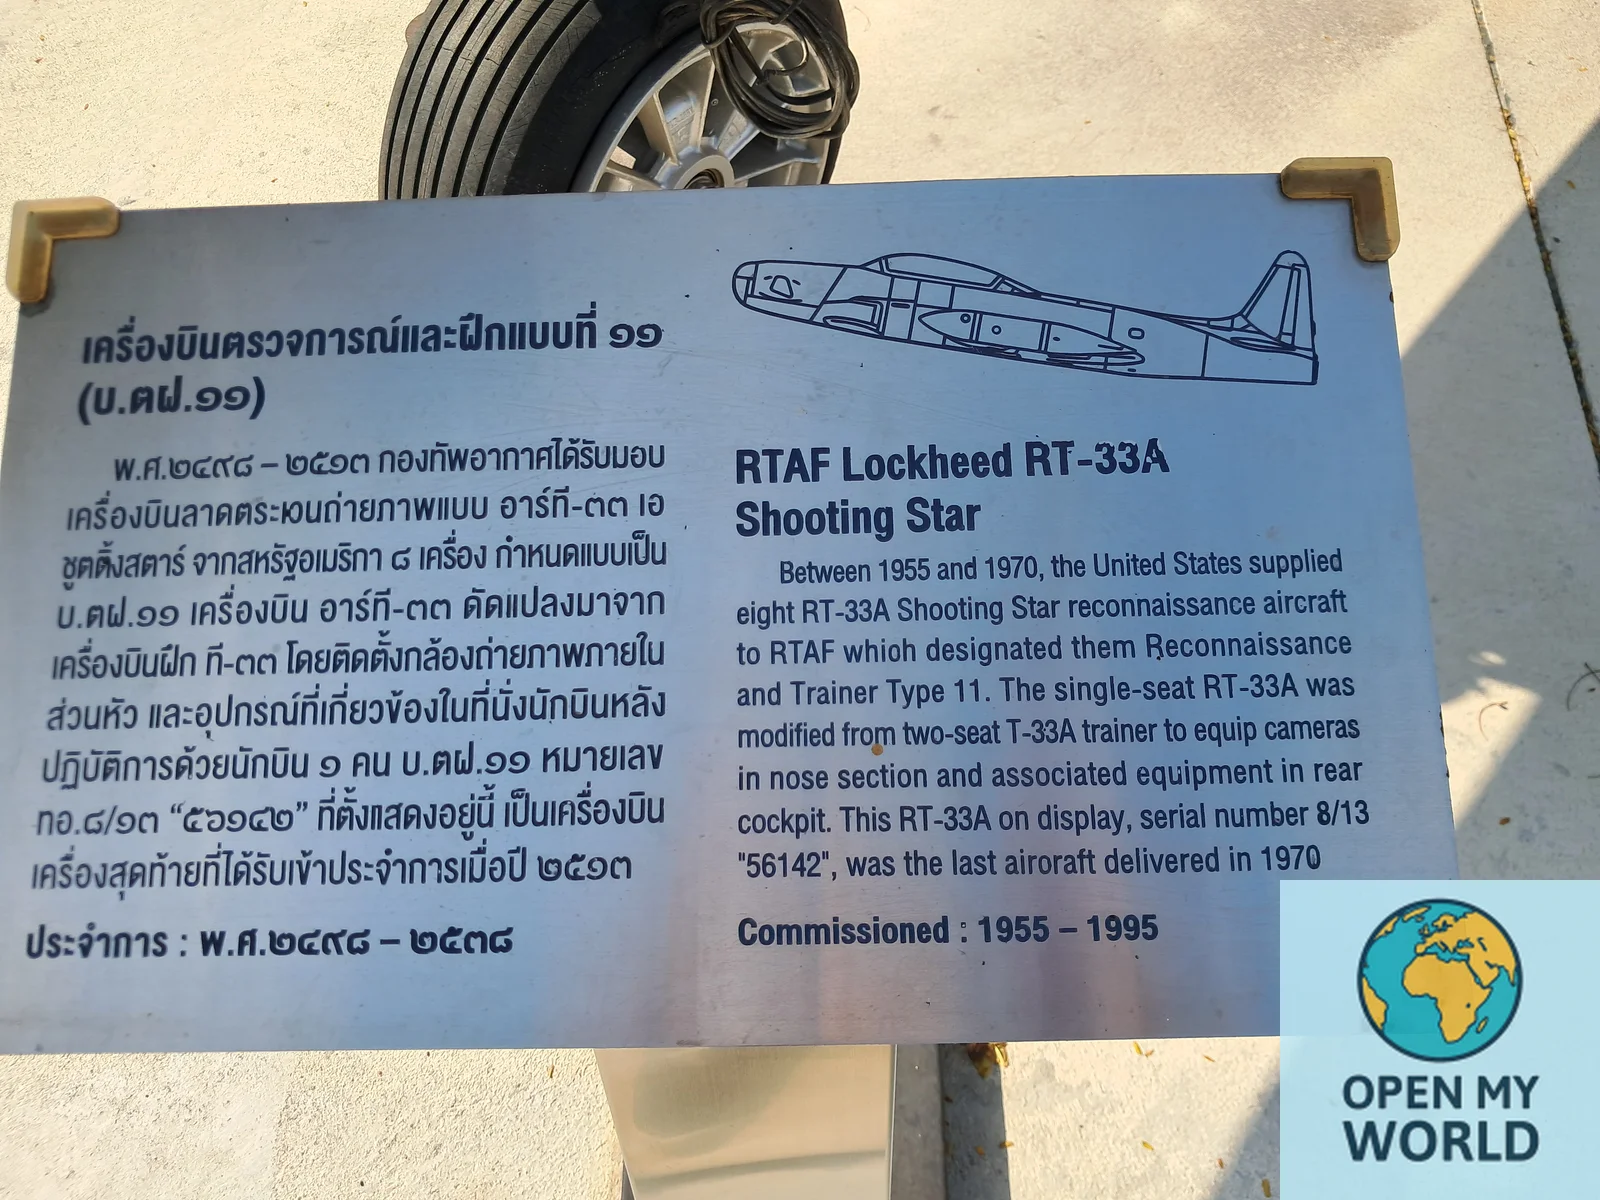 เครื่องบินตรวจการณ์และฝึกแบบที่ ๑๑
(บ.ตฝ.๑๑)
พ.ศ.๒๔๙๘ – ๒๕๑๓ กองทัพอากาศได้รับมอบ
เครื่องบินลาดตระเวนถ่ายภาพแบบ อาร์ที-๓๓ เอ
ชูตติ้งสตาร์ จากสหรัฐอเมริกา ๘ เครื่อง กำหนดแบบเป็น
บ.ตฝ.๑๑ เครื่องบิน อาร์ที-๓๓ ดัดแปลงมาจาก
เครื่องบินฝึก ที-๓๓ โดยติดตั้งกล้องถ่ายภาพภายใน
ส่วนหัว และอุปกรณ์ที่เกี่ยวข้องในที่นั่งนักบินหลัง
ปฏิบัติการด้วยนักบิน ๑ คน บ.ตฝ.๑๑ หมายเลข
ทอ.๘/๑๓ “๕๖๑๔๒” ที่ตั้งแสดงอยู่นี้ เป็นเครื่องบิน
เครื่องสุดท้ายที่ได้รับเข้าประจำการเมื่อปี ๒๕๑๓
ประจำการ : พ.ศ.๒๔๙๘ – ๒๕๓๘
RTAF Lockheed RT-33A
Shooting Star
Between 1955 and 1970, the United States supplied
eight RT-33A Shooting Star reconnaissance aircraft
to RTAF which designated them Reconnaissance
and Trainer Type 11. The single-seat RT-33A was
modified from two-seat T-33A trainer to equip cameras
in nose section and associated equipment in rear
cockpit. This RT-33A on display, serial number 8/13
"56142", was the last airoraft delivered in 1970
Commissioned : 1955 – 1995
OPEN MY
WORLD